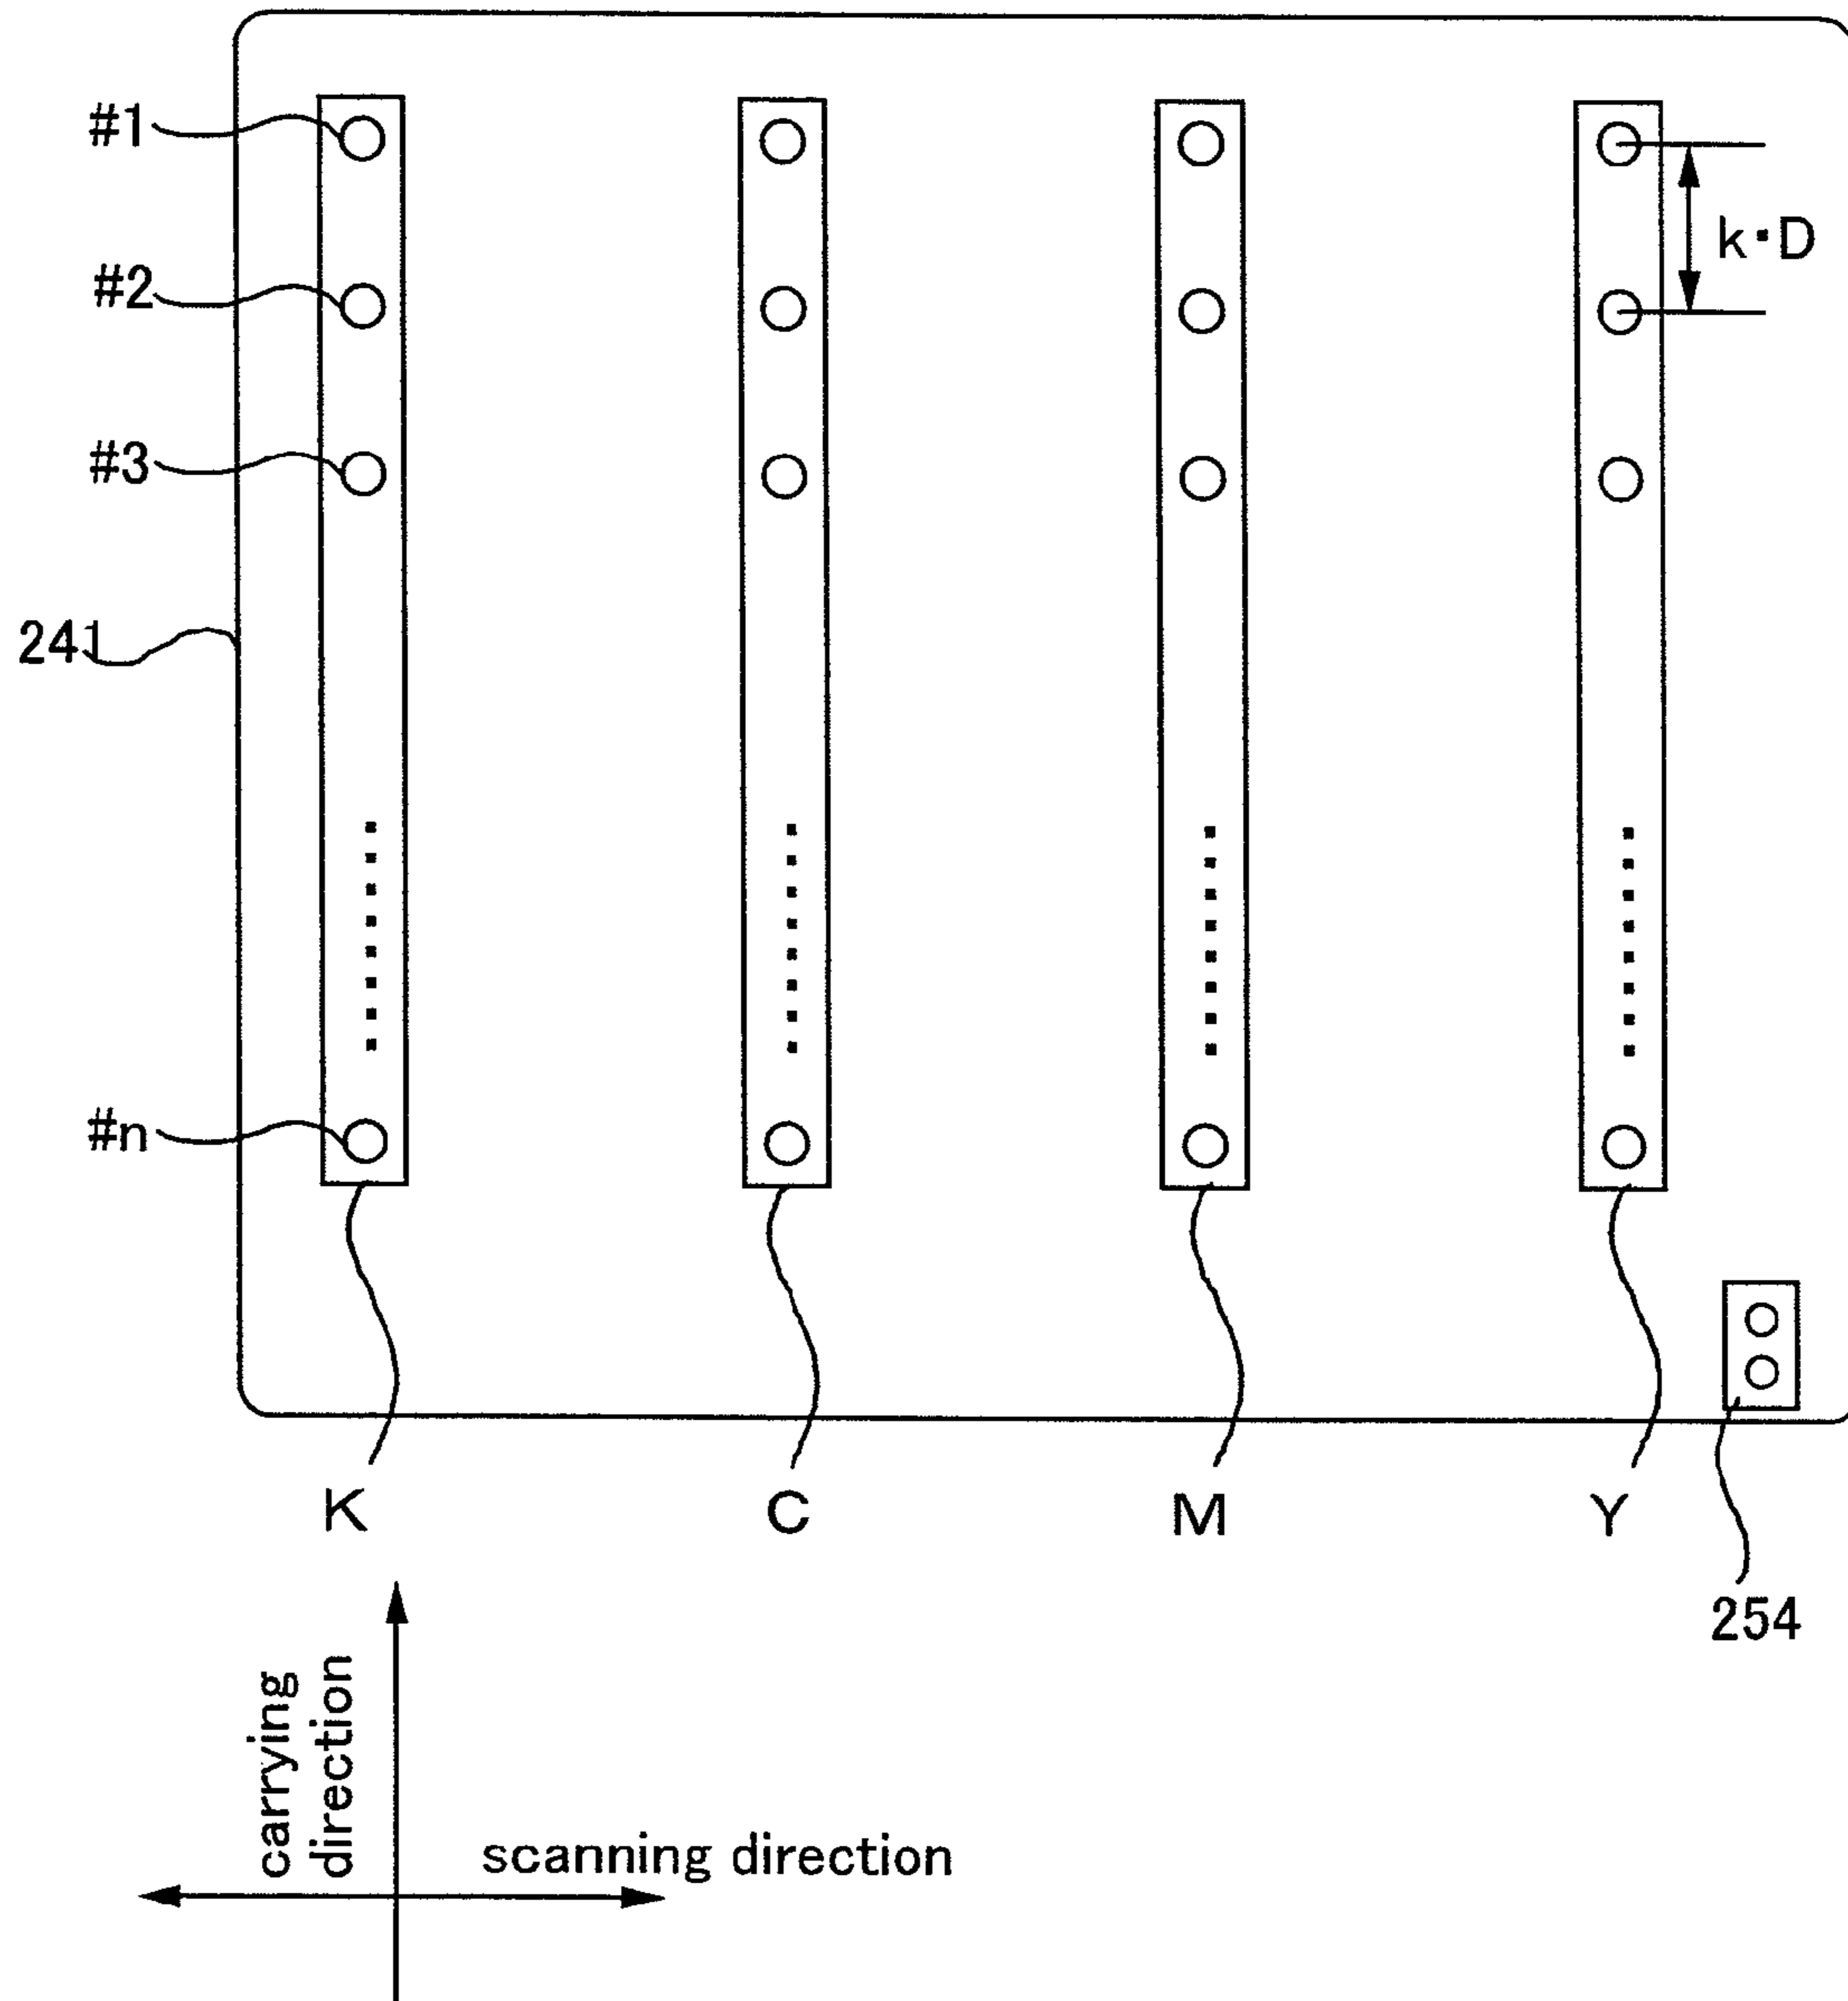 #1
#2
#3
241
#n
k·D
K
C
M
Y
254
carrying
direction
scanning direction